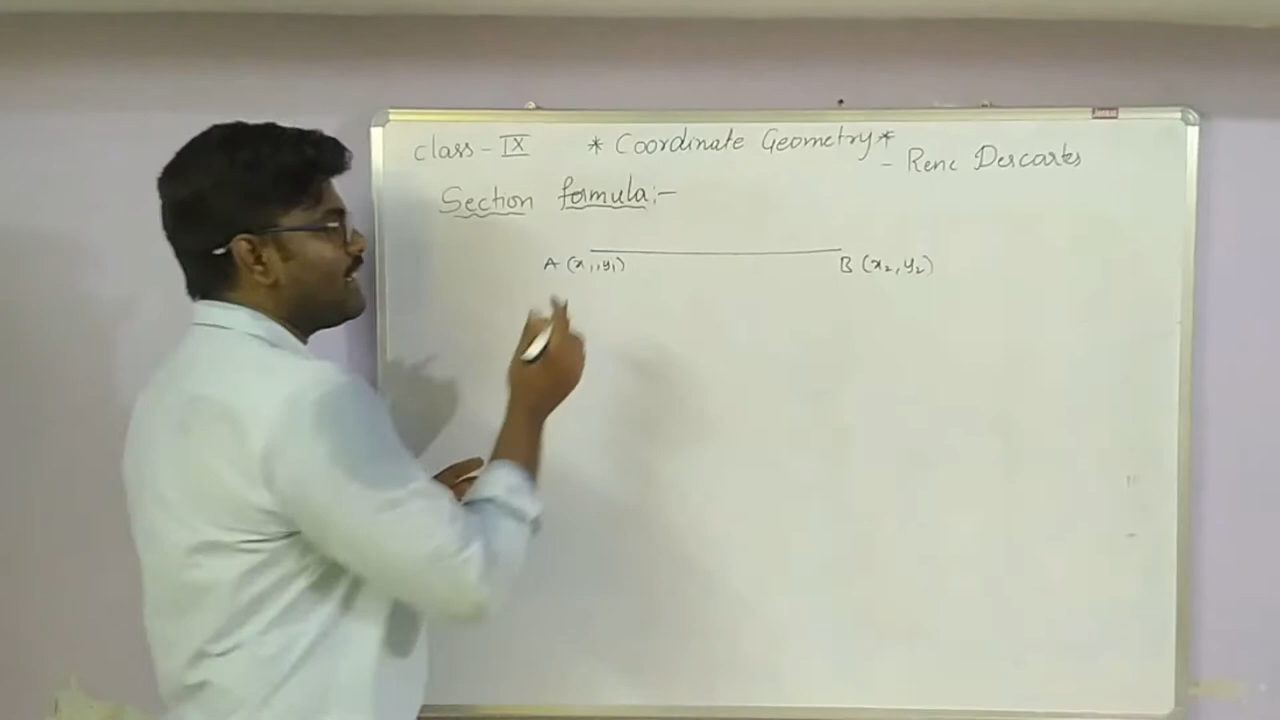 class - IX * Coordinate Geometry *
- Rene Descartes
Section formula :-
A (x₁, y₁) B (x₂, y₂)